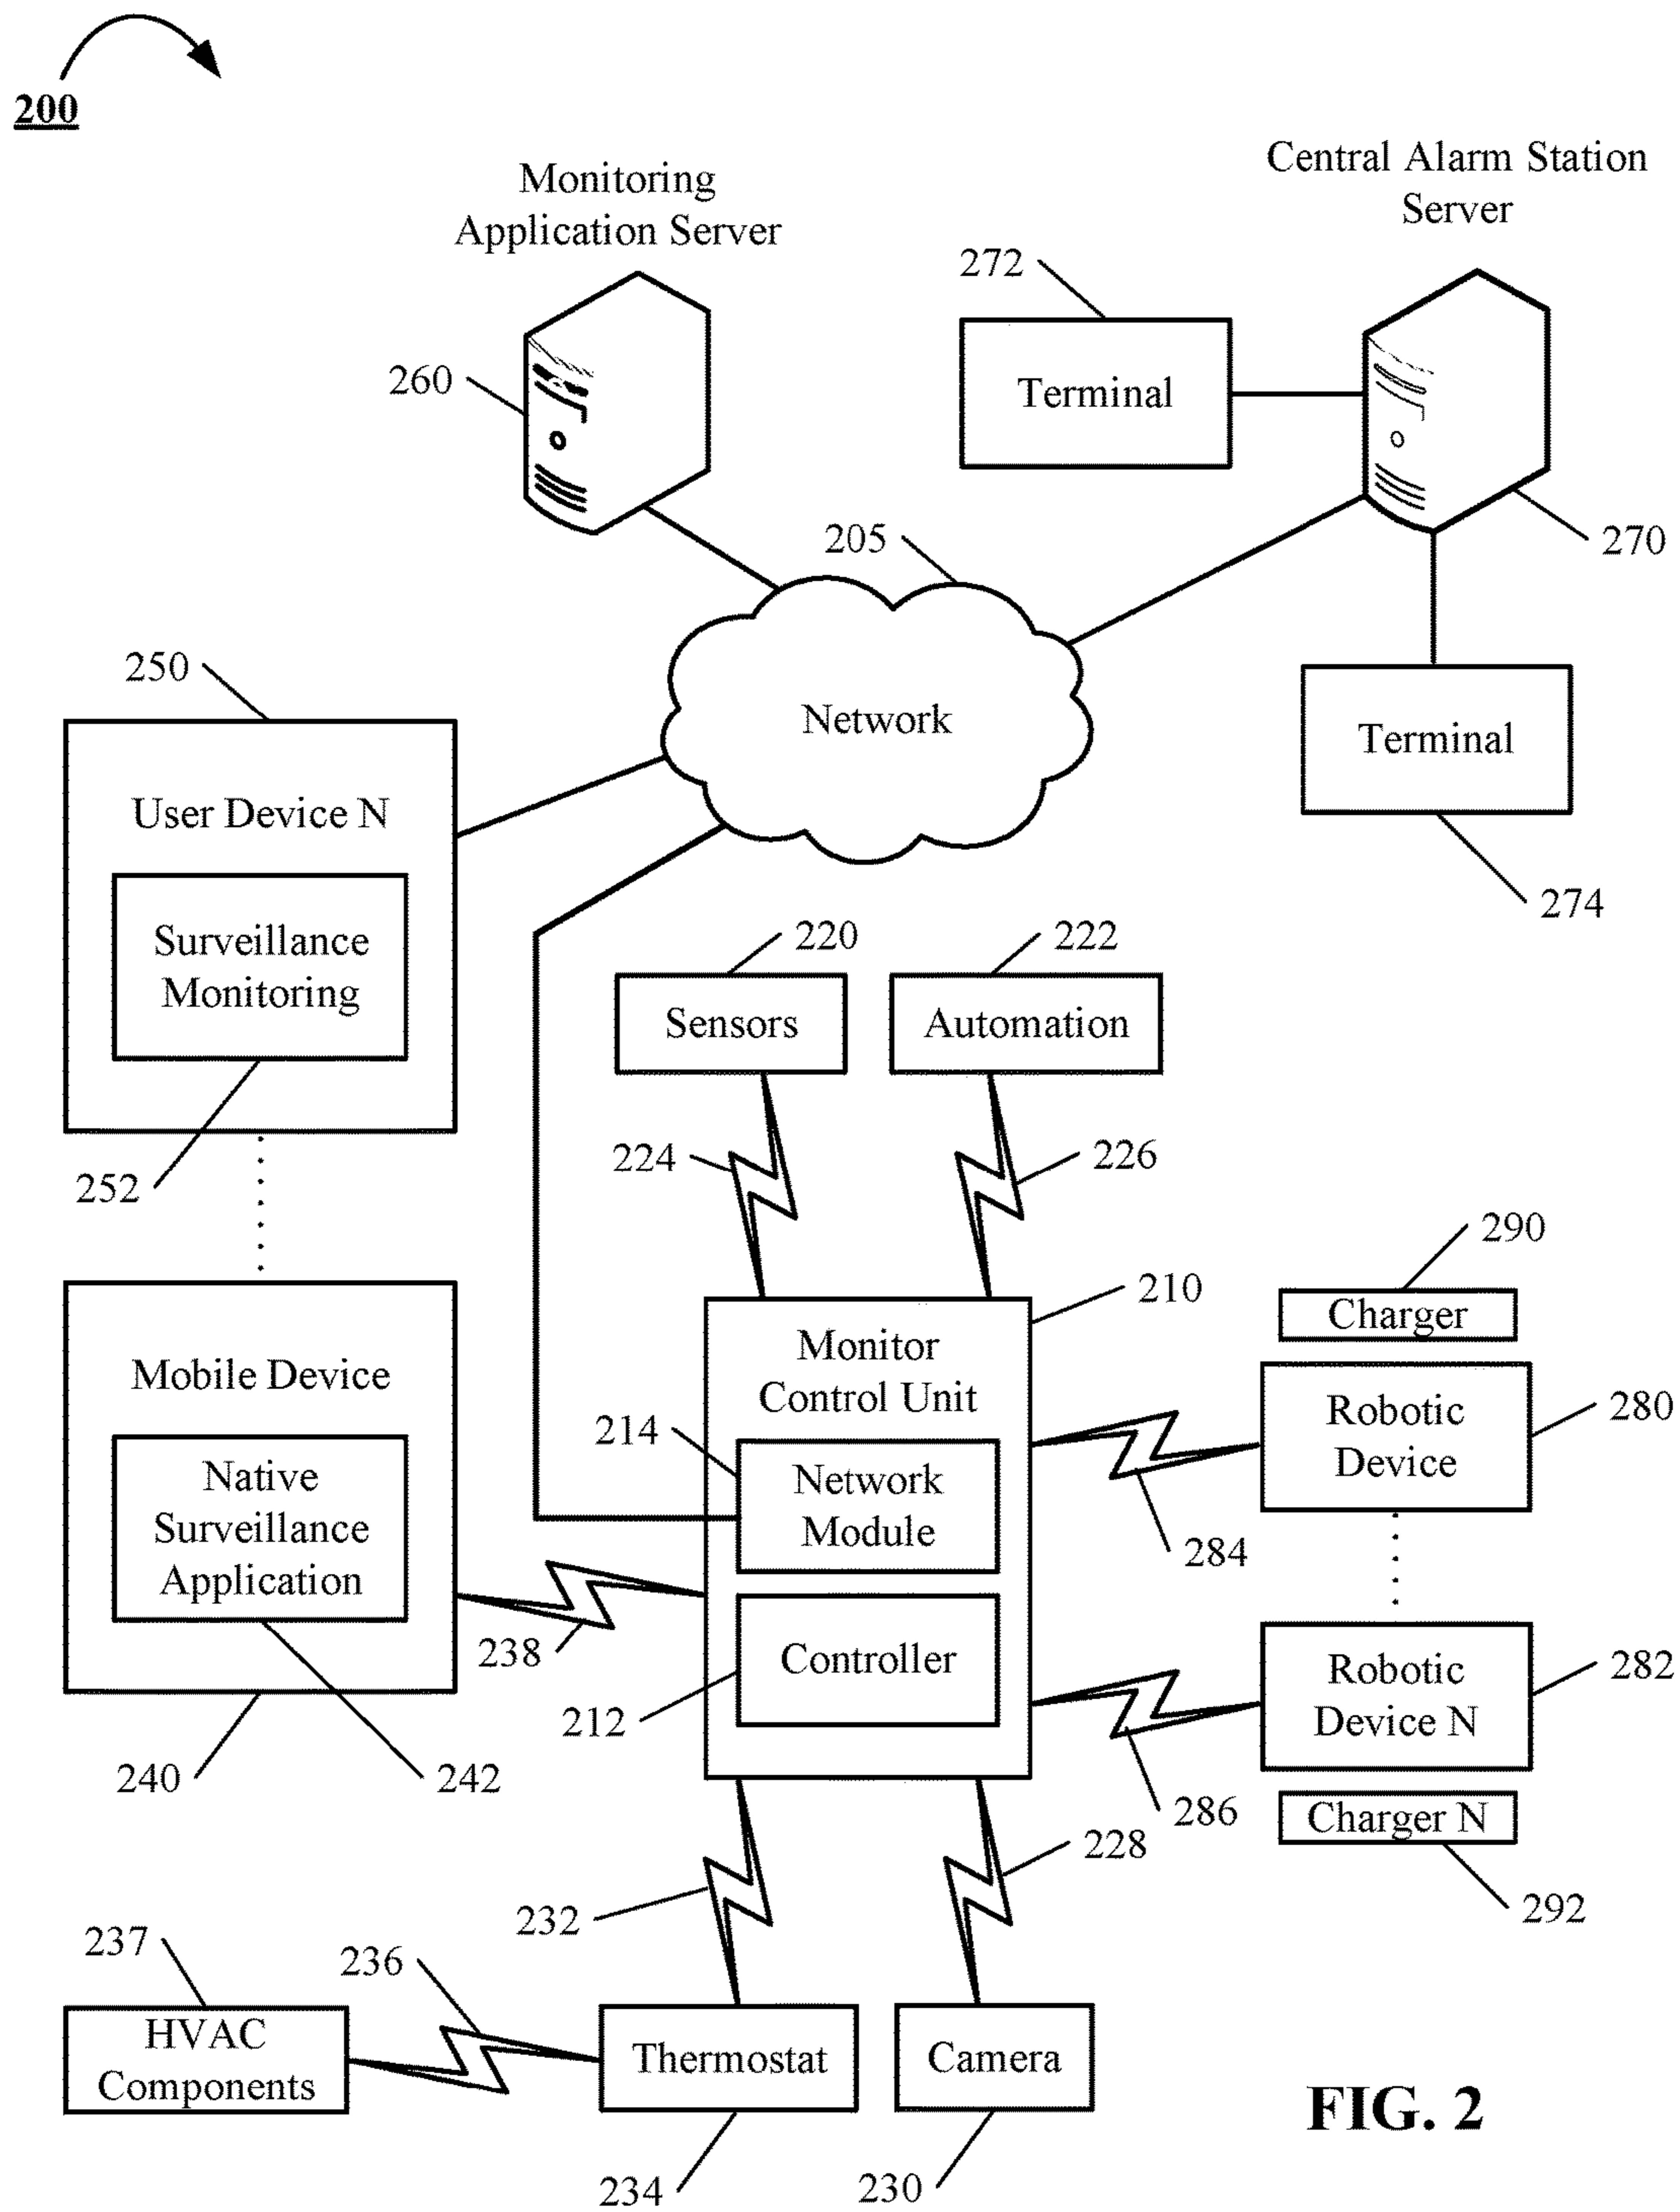 200
Monitoring
Application Server
Central Alarm Station
Server
272
Terminal
260
270
205
Network
250
User Device N
Surveillance
Monitoring
252
Terminal
274
220
222
Sensors
Automation
224
226
290
Charger
210
Monitor
Control Unit
214
Network
Module
Controller
212
Mobile Device
Native
Surveillance
Application
238
240
242
Robotic
Device
280
284
Robotic
Device N
282
286
Charger N
292
232
228
237
236
HVAC
Components
Thermostat
Camera
234
230
FIG. 2